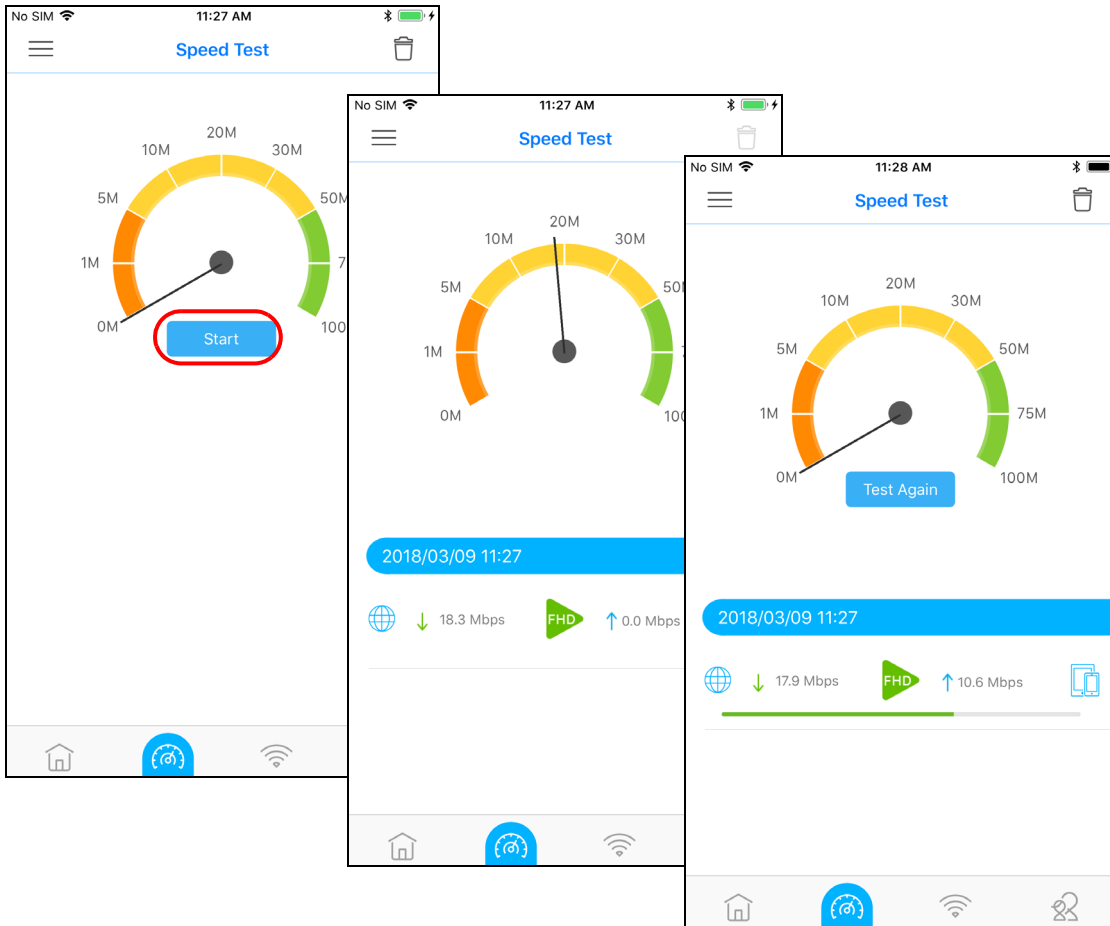 No SIM 11:27 AM
Speed Test
20M
10M 30M
5M 50M
1M 7
0M 100
Start
No SIM 11:27 AM
Speed Test
20M
10M 30M
5M 50
1M
0M 100
2018/03/09 11:27
18.3 Mbps FHD 0.0 Mbps
No SIM 11:28 AM
Speed Test
20M
10M 30M
5M 50M
1M 75M
0M 100M
Test Again
2018/03/09 11:27
17.9 Mbps FHD 10.6 Mbps